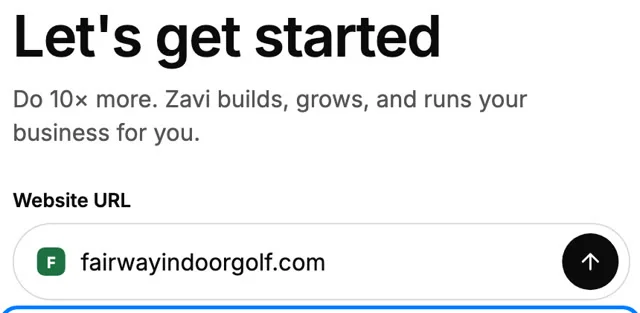 Let's get started
Do 10× more. Zavi builds, grows, and runs your
business for you.
Website URL
F fairwayindoorgolf.com